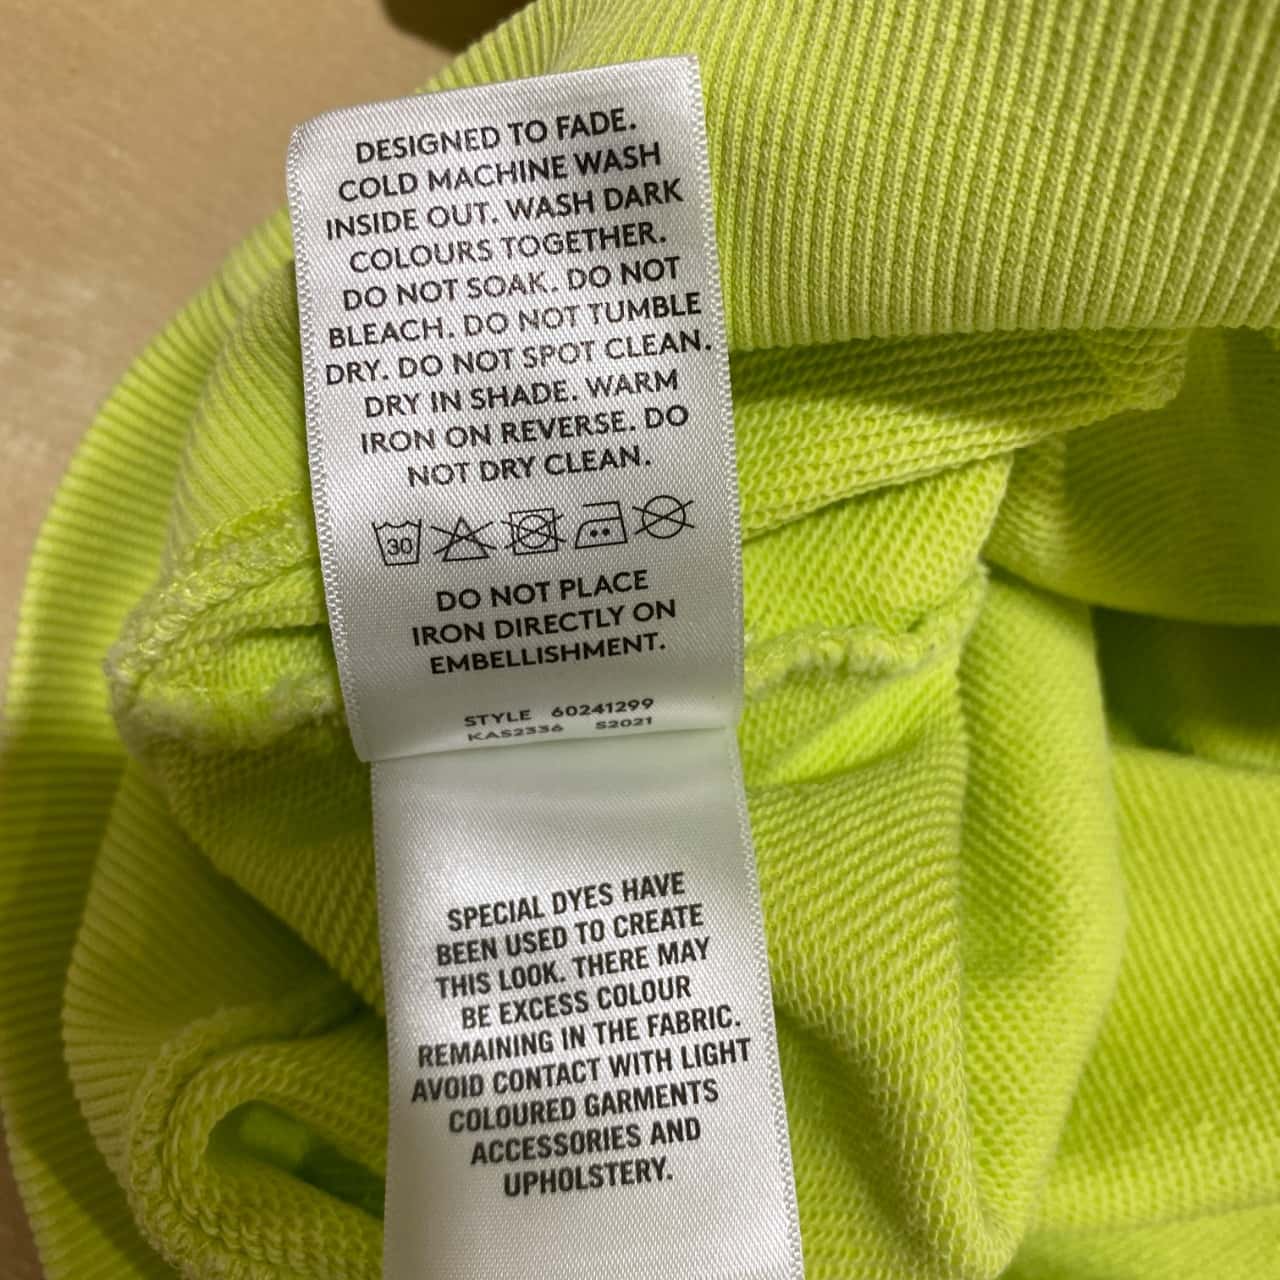 DESIGNED TO FADE.
COLD MACHINE WASH
INSIDE OUT. WASH DARK
COLOURS TOGETHER.
DO NOT SOAK. DO NOT
BLEACH. DO NOT TUMBLE
DRY. DO NOT SPOT CLEAN.
DRY IN SHADE. WARM
IRON ON REVERSE. DO
NOT DRY CLEAN.
30
DO NOT PLACE
IRON DIRECTLY ON
EMBELLISHMENT.
STYLE 60241299
KAS2336 S2021
SPECIAL DYES HAVE
BEEN USED TO CREATE
THIS LOOK. THERE MAY
BE EXCESS COLOUR
REMAINING IN THE FABRIC.
AVOID CONTACT WITH LIGHT
COLOURED GARMENTS
ACCESSORIES AND
UPHOLSTERY.